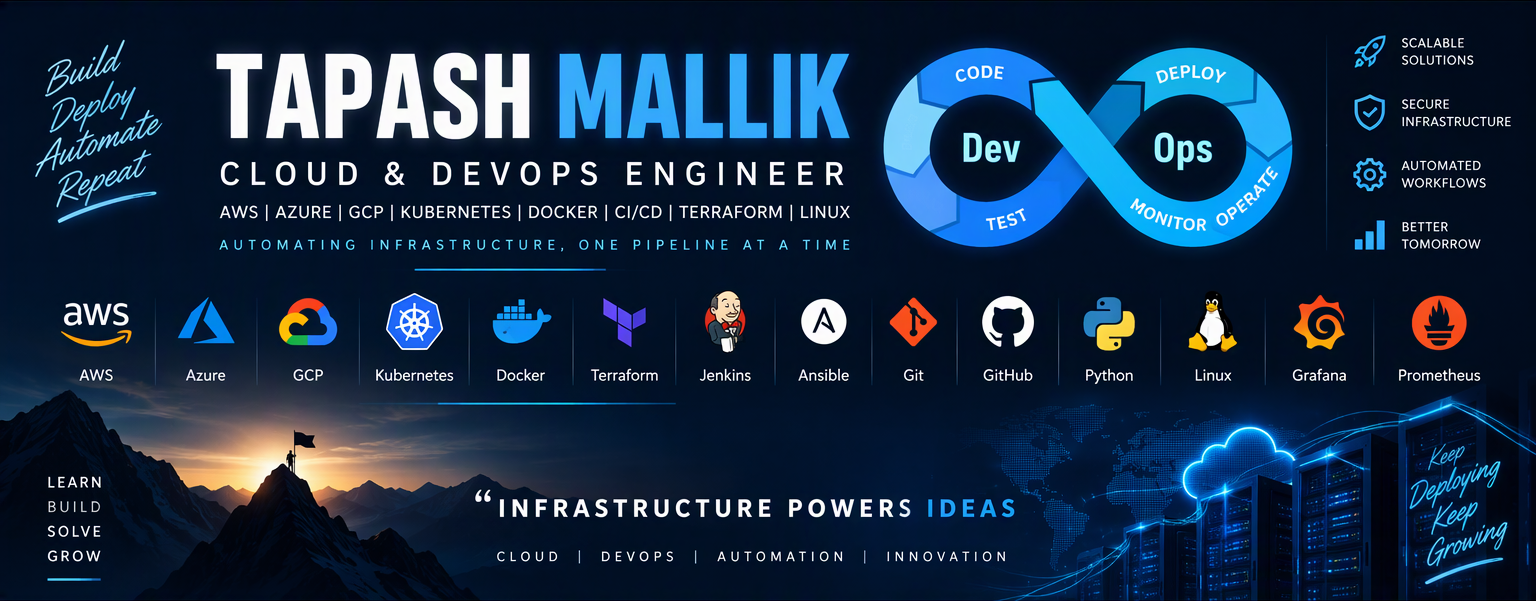 Build
Deploy
Automate
Repeat
TAPASH MALLIK
CLOUD & DEVOPS ENGINEER
AWS | AZURE | GCP | KUBERNETES | DOCKER | CI/CD | TERRAFORM | LINUX
AUTOMATING INFRASTRUCTURE, ONE PIPELINE AT A TIME
CODE
Dev
TEST
DEPLOY
Ops
MONITOR
OPERATE
SCALABLE
SOLUTIONS
SECURE
INFRASTRUCTURE
AUTOMATED
WORKFLOWS
BETTER
TOMORROW
aws
AWS
Azure
GCP
Kubernetes
Docker
Terraform
Jenkins
Ansible
Git
GitHub
Python
Linux
Grafana
Prometheus
LEARN
BUILD
SOLVE
GROW
“INFRASTRUCTURE POWERS IDEAS
CLOUD | DEVOPS | AUTOMATION | INNOVATION
Keep
Deploying
Keep
Growing